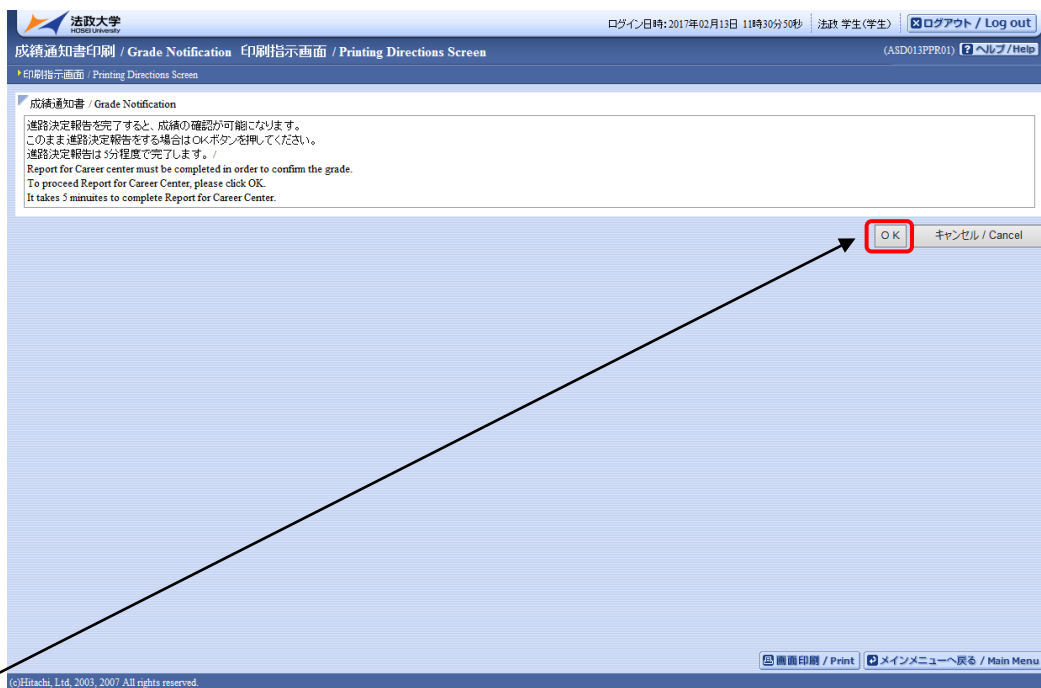 法政大学
HOSEI University
ログイン日時:2017年02月13日 11時30分50秒 法政 学生(学生) ログアウト / Log out
成績通知書印刷 / Grade Notification 印刷指示画面 / Printing Directions Screen (ASD013PPR01) ? ヘルプ/Help
印刷指示画面 / Printing Directions Screen
成績通知書 / Grade Notification
進路決定報告を完了すると、成績の確認が可能になります。
このまま進路決定報告をする場合はOKボタンを押してください。
進路決定報告は5分程度で完了します。/
Report for Career center must be completed in order to confirm the grade.
To proceed Report for Career Center, please click OK.
It takes 5 minuites to complete Report for Career Center.
O K キャンセル / Cancel
画面印刷 / Print メインメニューへ戻る / Main Menu
(c)Hitachi, Ltd, 2003, 2007 All rights reserved.